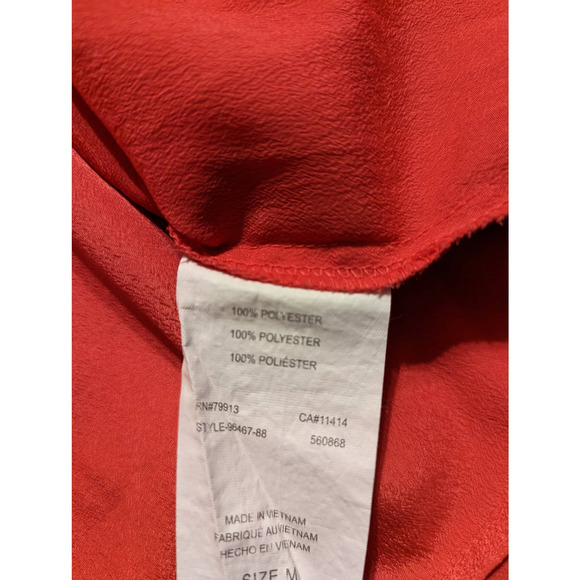 100% POLYESTER
100% POLYESTER
100% POLIÉSTER
RN#79913 CA#11414
STYLE-96467-88 560868
MADE IN VIETNAM
FABRIQUE AU VIETNAM
HECHO EN VIENAM
SIZE M